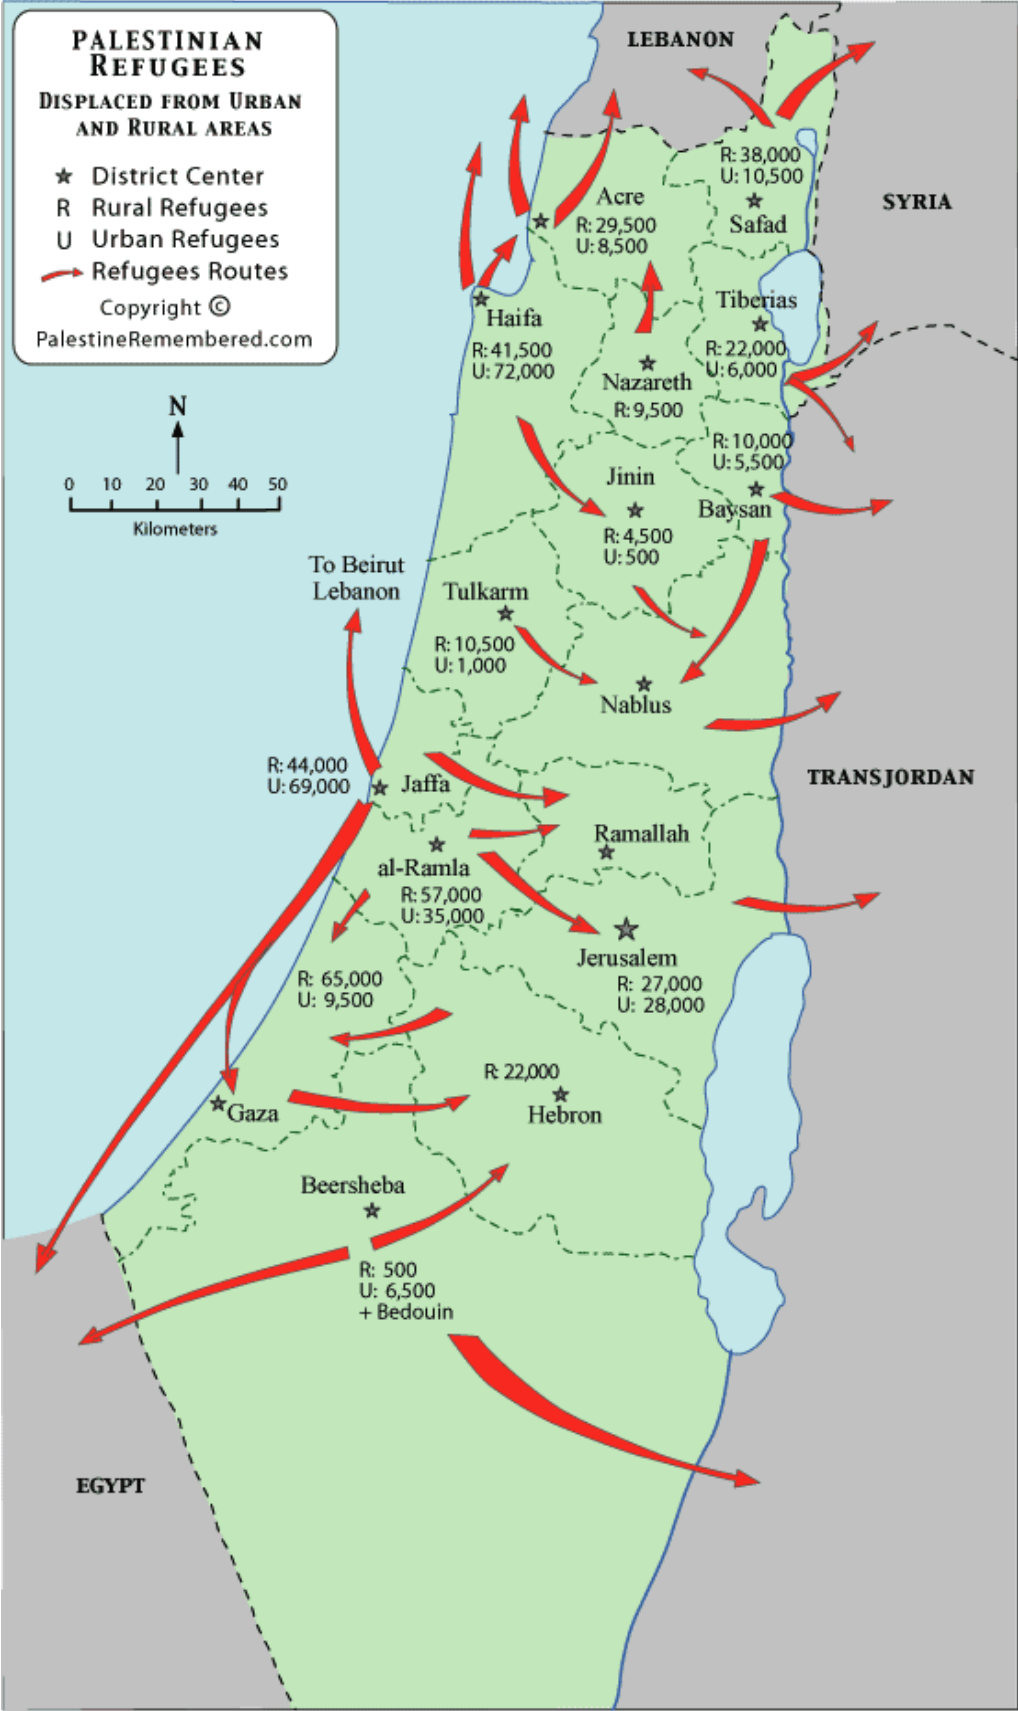 PALESTINIAN
REFUGEES
DISPLACED FROM URBAN
AND RURAL AREAS
District Center
R Rural Refugees
U Urban Refugees
Refugees Routes
Copyright ©
PalestineRemembered.com
N
0 10 20 30 40 50
Kilometers
LEBANON
SYRIA
R: 38,000
U: 10,500
Safad
Acre
R: 29,500
U: 8,500
Tiberias
R: 22,000
U: 6,000
Haifa
R: 41,500
U: 72,000
Nazareth
R: 9,500
R: 10,000
U: 5,500
Baysan
Jinin
R: 4,500
U: 500
To Beirut
Lebanon
Tulkarm
R: 10,500
U: 1,000
Nablus
TRANSJORDAN
R: 44,000
U: 69,000
Jaffa
Ramallah
al-Ramla
R: 57,000
U: 35,000
Jerusalem
R: 27,000
U: 28,000
R: 65,000
U: 9,500
Gaza
R: 22,000
Hebron
Beersheba
R: 500
U: 6,500
+ Bedouin
EGYPT